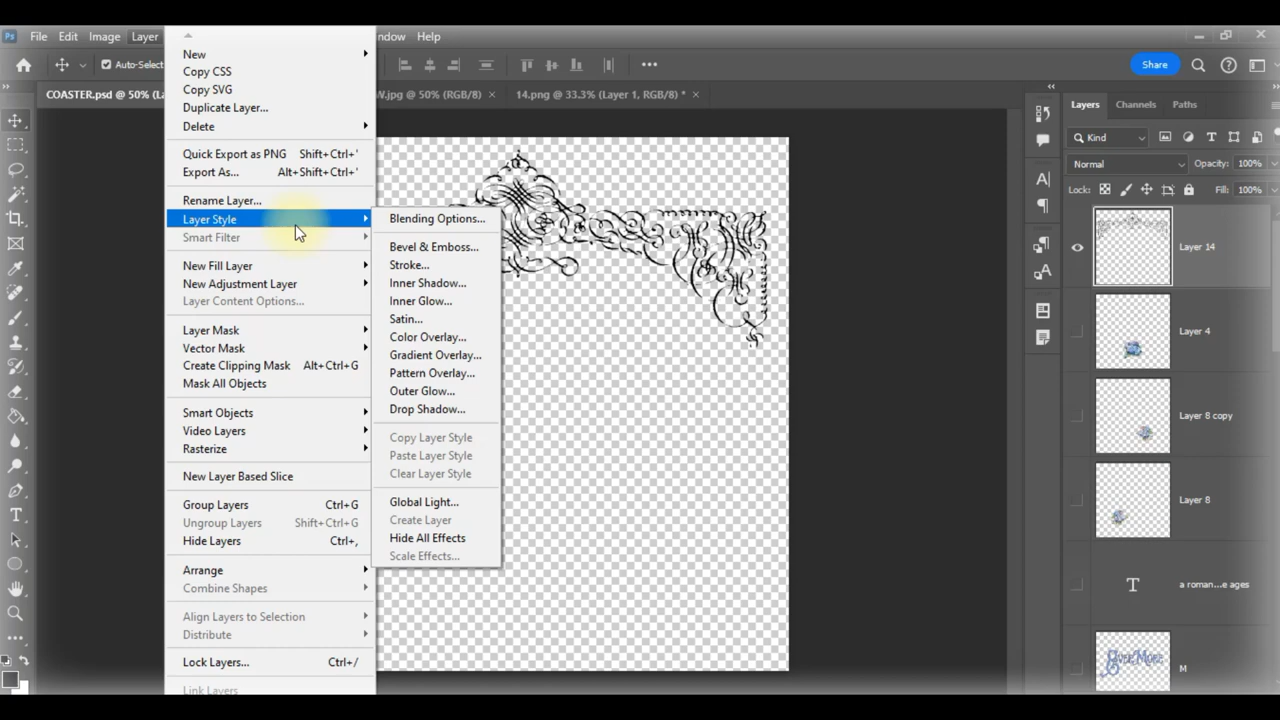 Ps File Edit Image Layer ndow Help
Auto-Select
Share
COASTER.psd @ 50% (La W.jpg @ 50% (RGB/8) × 14.png @ 33.3% (Layer 1, RGB/8) * ×
New
Copy CSS
Copy SVG
Duplicate Layer...
Delete
Quick Export as PNG Shift+Ctrl+'
Export As... Alt+Shift+Ctrl+'
Rename Layer...
Layer Style
Smart Filter
New Fill Layer
New Adjustment Layer
Layer Content Options...
Layer Mask
Vector Mask
Create Clipping Mask Alt+Ctrl+G
Mask All Objects
Smart Objects
Video Layers
Rasterize
New Layer Based Slice
Group Layers Ctrl+G
Ungroup Layers Shift+Ctrl+G
Hide Layers Ctrl+,
Arrange
Combine Shapes
Align Layers to Selection
Distribute
Lock Layers... Ctrl+/
Link Layers
Blending Options...
Bevel & Emboss...
Stroke...
Inner Shadow...
Inner Glow...
Satin...
Color Overlay...
Gradient Overlay...
Pattern Overlay...
Outer Glow...
Drop Shadow...
Copy Layer Style
Paste Layer Style
Clear Layer Style
Global Light...
Create Layer
Hide All Effects
Scale Effects...
Layers Channels Paths
Kind
Normal Opacity: 100%
Lock: Fill: 100%
Layer 14
Layer 4
Layer 8 copy
Layer 8
T a roman...e ages
EverMore M